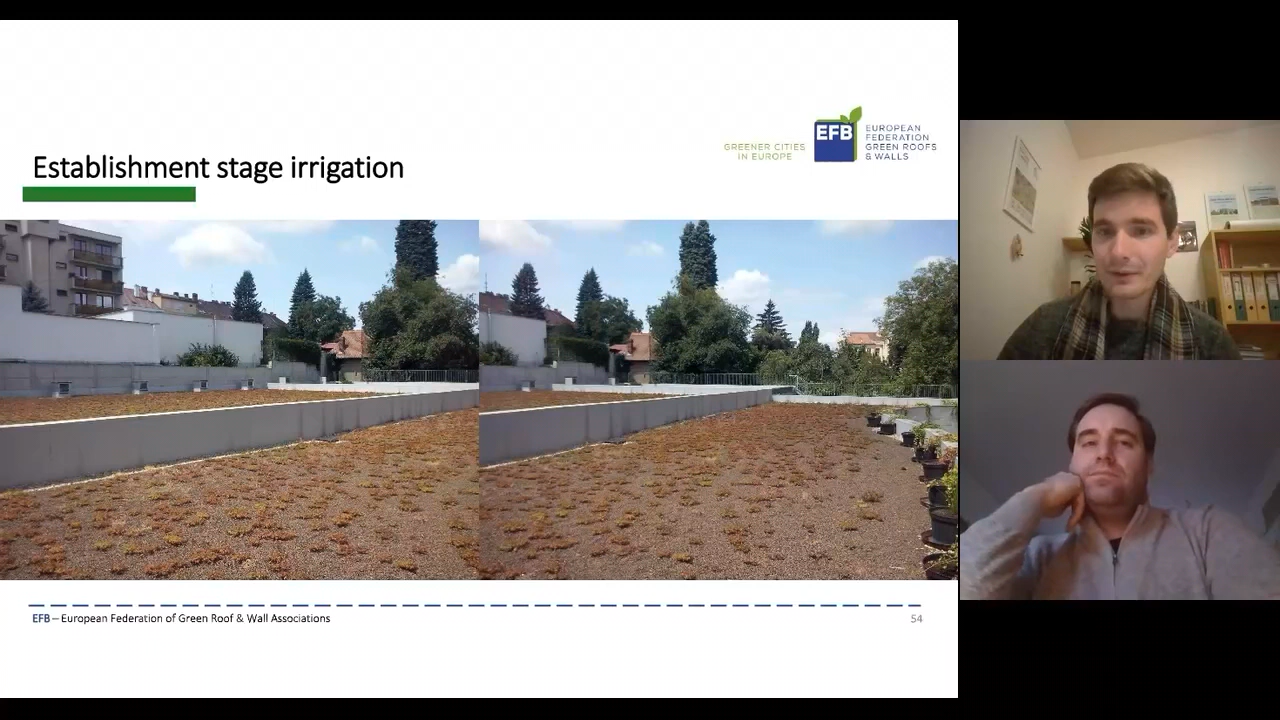 Establishment stage irrigation
GREENER CITIES
IN EUROPE
EFB
EUROPEAN
FEDERATION
GREEN ROOFS
& WALLS
EFB – European Federation of Green Roof & Wall Associations
54